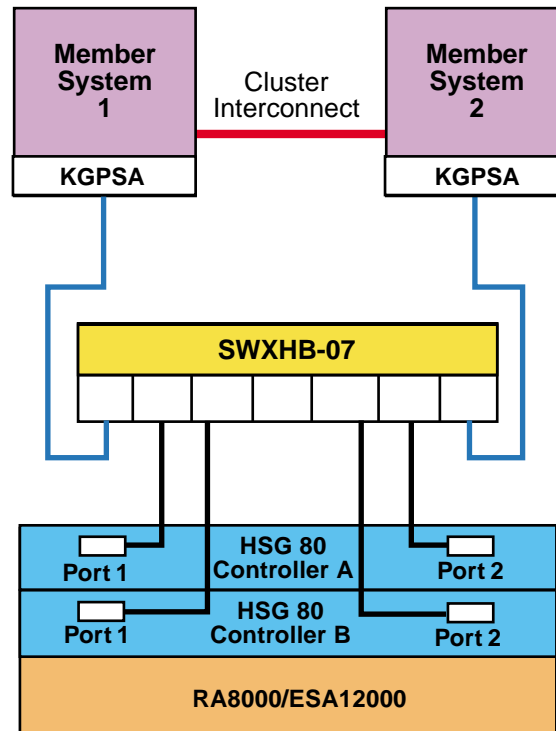 Member
System
1
Cluster
Interconnect
Member
System
2
KGPSA
KGPSA
SWXHB-07
HSG 80
Controller A
Port 1
Port 2
HSG 80
Controller B
Port 1
Port 2
RA8000/ESA12000